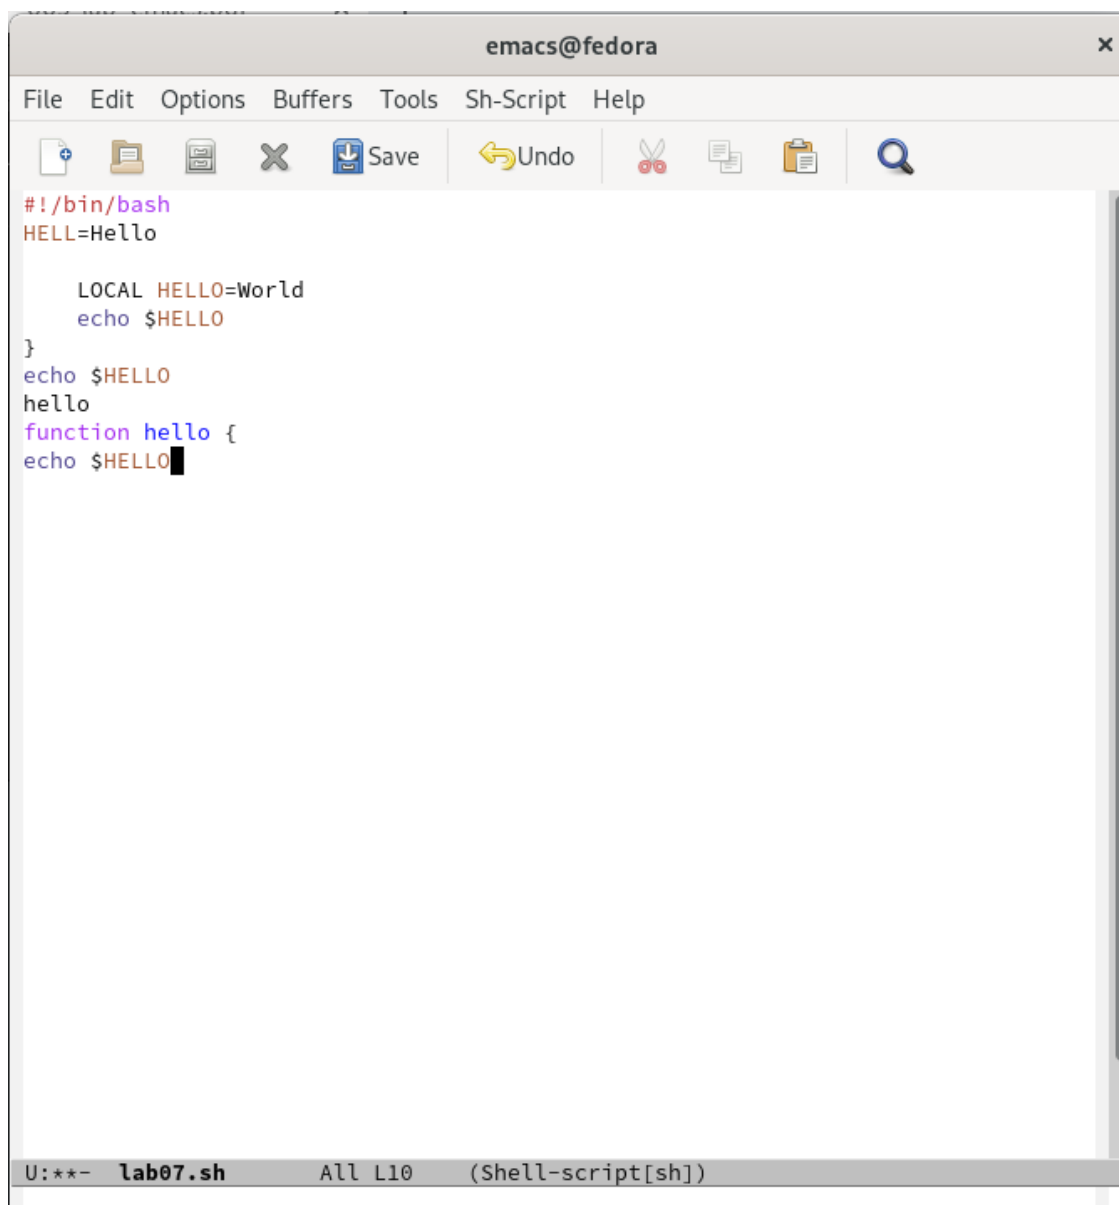 emacs@fedora
File Edit Options Buffers Tools Sh-Script Help
Save Undo
#!/bin/bash
HELL=Hello
    LOCAL HELLO=World
    echo $HELLO
}
echo $HELLO
hello
function hello {
echo $HELLO
U:**-  lab07.sh       All L10    (Shell-script[sh])